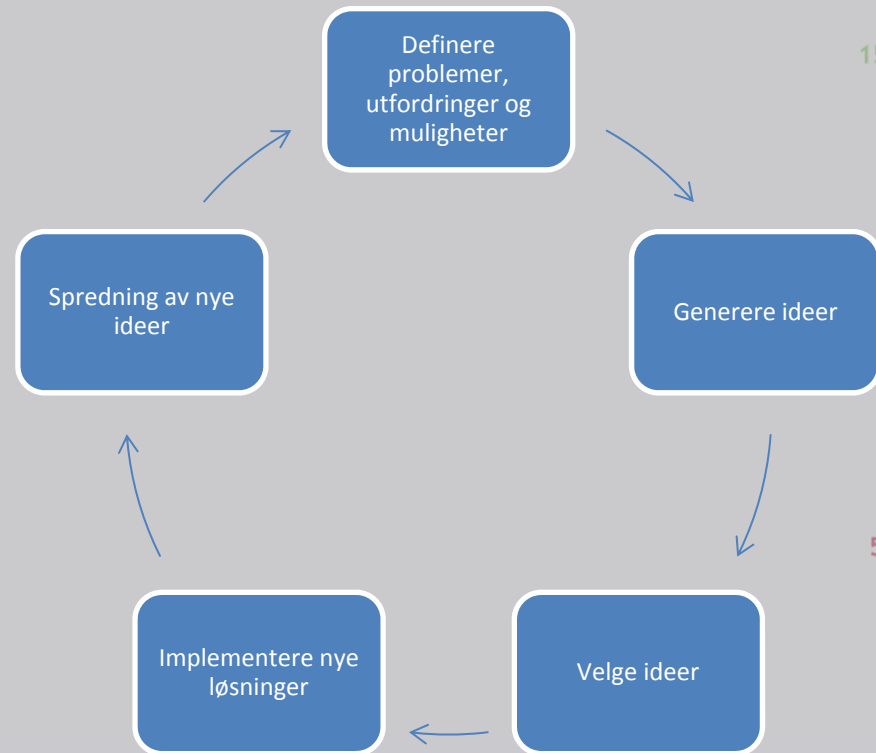 Definere
problemer,
utfordringer og
muligheter
Spredning av nye
ideer
Generere ideer
Implementere nye
løsninger
Velge ideer